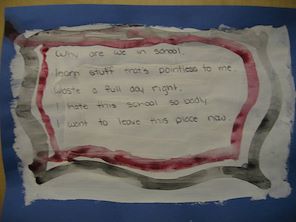 Why are we in school.
learn stuff that's pointless to me.
Waste a full day right.
I hate this school so badly.
I want to leave this place now.